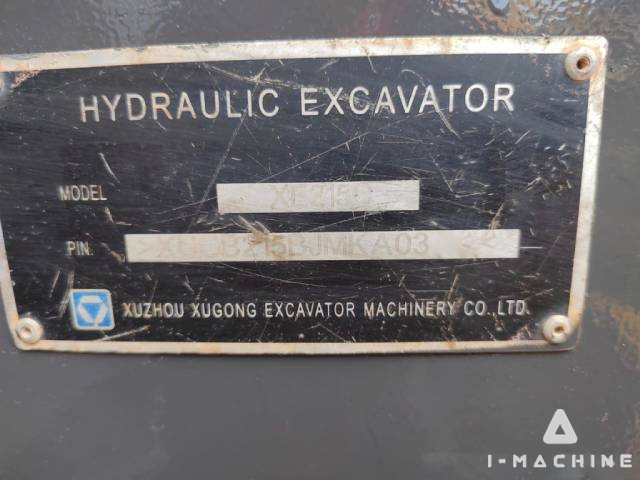 HYDRAULIC EXCAVATOR
MODEL
PIN
XUZHOU XUGONG EXCAVATOR MACHINERY CO.,LTD.
I-MACHINE